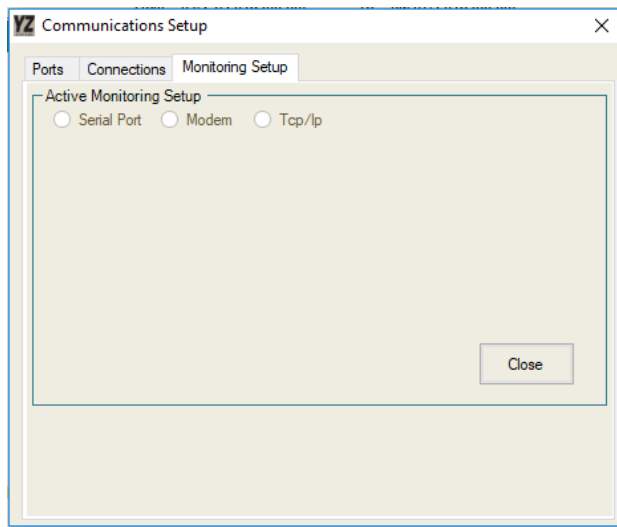 YZ Communications Setup
Ports Connections Monitoring Setup
Active Monitoring Setup
Serial Port Modem Tcp/Ip
Close